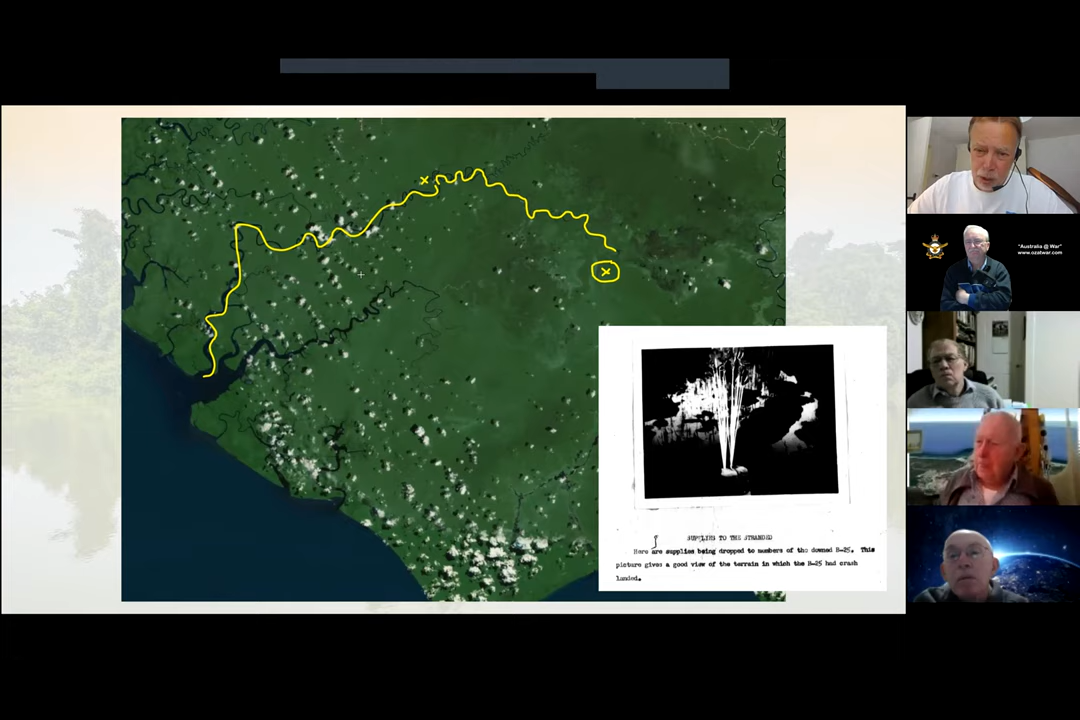 "Australia @ War"
www.ozatwar.com
SUPPLIES TO THE STRANDED
Here are supplies being dropped to members of the downed B-25. This
picture gives a good view of the terrain in which the B-25 had crash
landed.